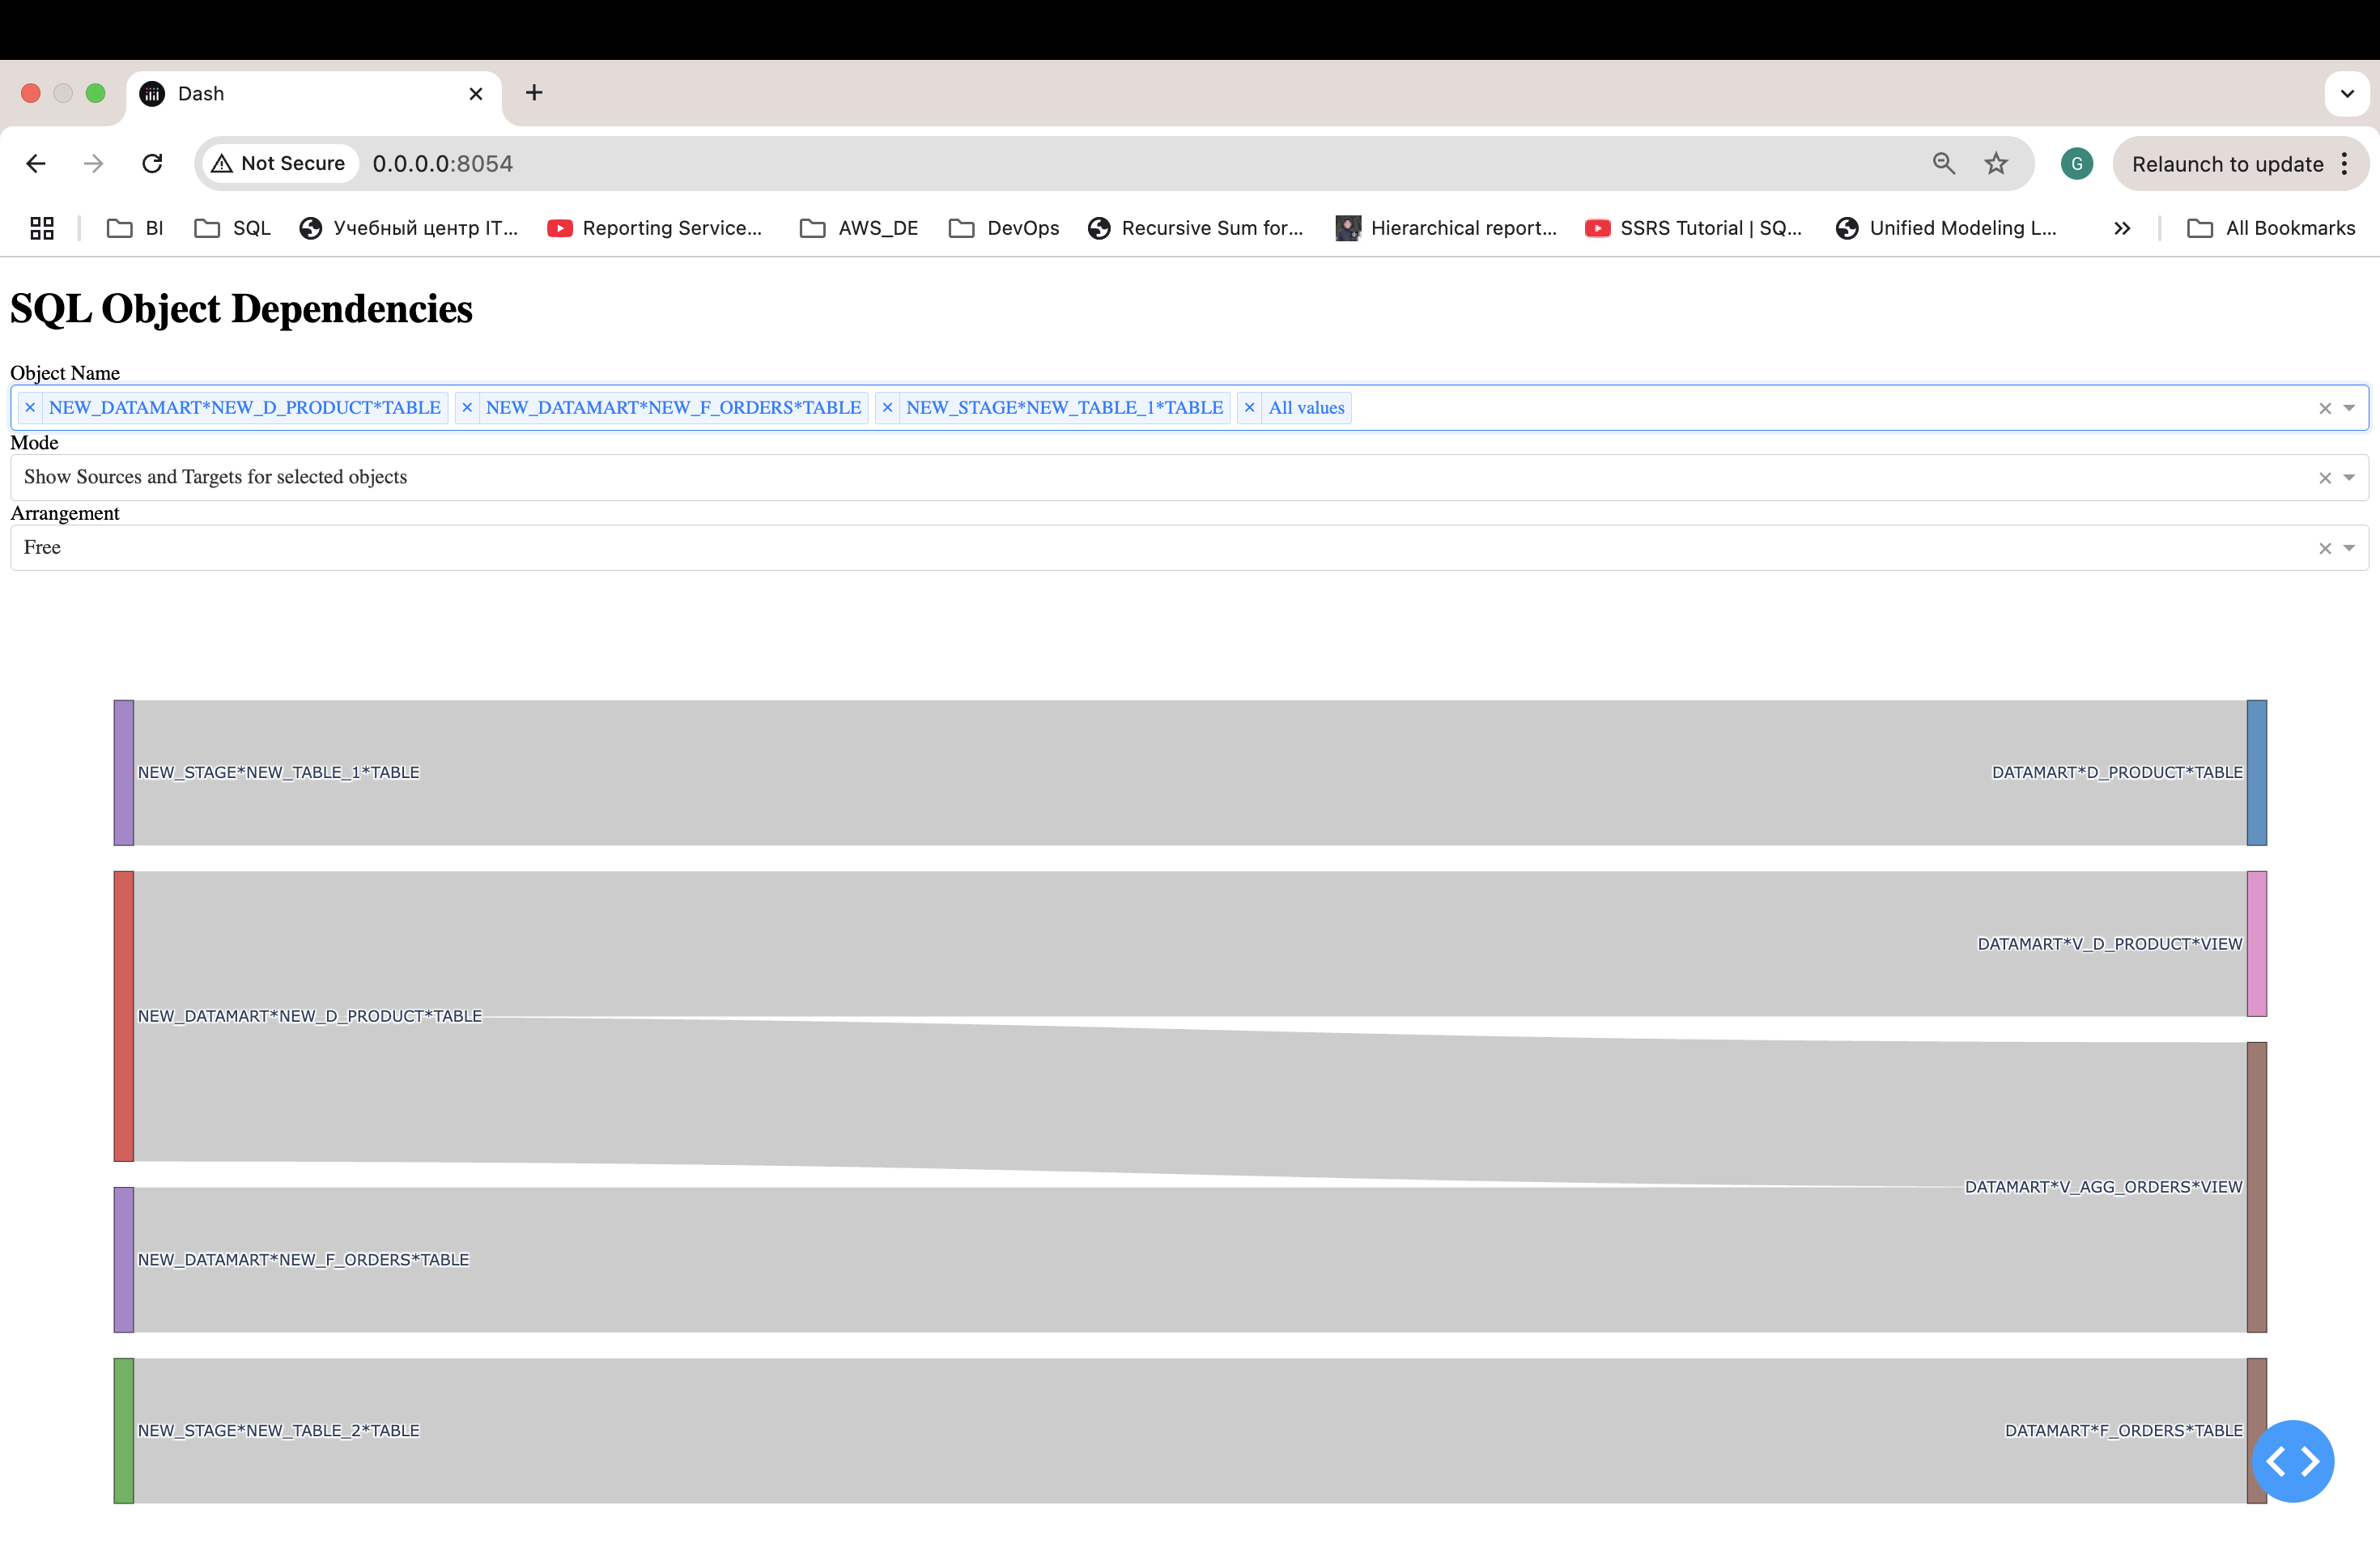 Dash
Not Secure 0.0.0.0:8054 G Relaunch to update
BI SQL Учебный центр IT... Reporting Service... AWS_DE DevOps Recursive Sum for... Hierarchical report... SSRS Tutorial | SQ... Unified Modeling L... All Bookmarks
SQL Object Dependencies
Object Name
NEW_DATAMART*NEW_D_PRODUCT*TABLE NEW_DATAMART*NEW_F_ORDERS*TABLE NEW_STAGE*NEW_TABLE_1*TABLE All values
Mode
Show Sources and Targets for selected objects
Arrangement
Free
NEW_STAGE*NEW_TABLE_1*TABLE DATAMART*D_PRODUCT*TABLE
DATAMART*V_D_PRODUCT*VIEW
NEW_DATAMART*NEW_D_PRODUCT*TABLE
DATAMART*V_AGG_ORDERS*VIEW
NEW_DATAMART*NEW_F_ORDERS*TABLE
NEW_STAGE*NEW_TABLE_2*TABLE DATAMART*F_ORDERS*TABLE